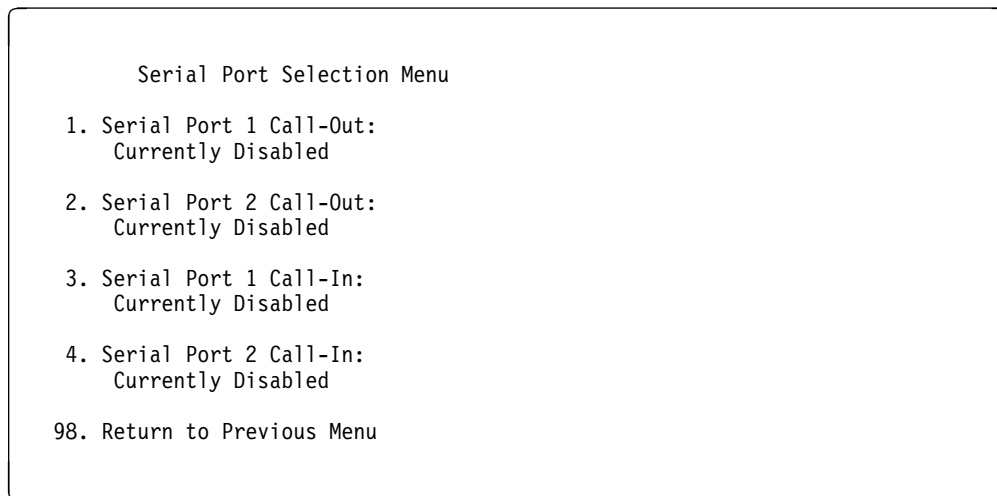 Serial Port Selection Menu
1. Serial Port 1 Call-Out:
Currently Disabled
2. Serial Port 2 Call-Out:
Currently Disabled
3. Serial Port 1 Call-In:
Currently Disabled
4. Serial Port 2 Call-In:
Currently Disabled
98. Return to Previous Menu